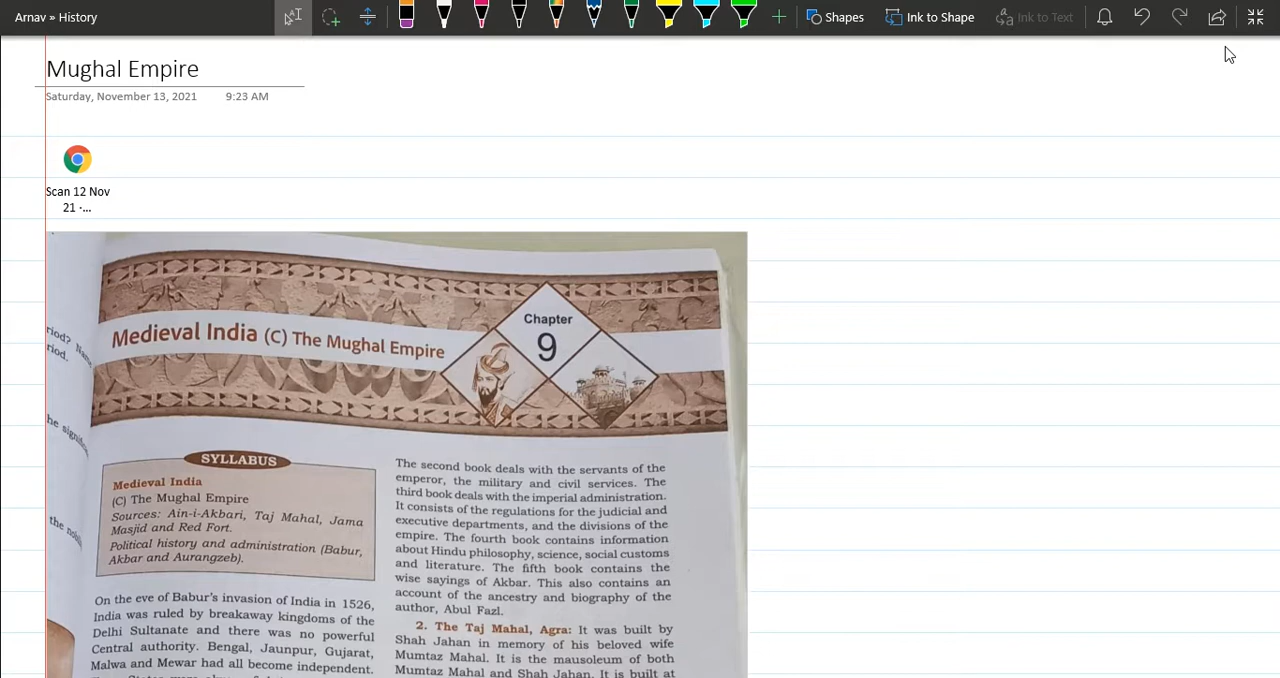 Arnav » History
Shapes
Ink to Shape
Ink to Text
Mughal Empire
Saturday, November 13, 2021 9:23 AM
Scan 12 Nov
21 -...
Medieval India (C) The Mughal Empire
Chapter
9
riod?
riod.
the
SYLLABUS
Medieval India
(C) The Mughal Empire
Sources: Ain-i-Akbari, Taj Mahal, Jama
Masjid and Red Fort.
Political history and administration (Babur,
Akbar and Aurangzeb).
On the eve of Babur's invasion of India in 1526,
India was ruled by breakaway kingdoms of the
Delhi Sultanate and there was no powerful
Central authority. Bengal, Jaunpur, Gujarat,
Malwa and Mewar had all become independent.
The second book deals with the servants of the
emperor, the military and civil services. The
third book deals with the imperial administration.
It consists of the regulations for the judicial and
executive departments, and the divisions of the
empire. The fourth book contains information
about Hindu philosophy, science, social customs
and literature. The fifth book contains the
wise sayings of Akbar. This also contains an
account of the ancestry and biography of the
author, Abul Fazl.
2. The Taj Mahal, Agra: It was built by
Shah Jahan in memory of his beloved wife
Mumtaz Mahal. It is the mausoleum of both
Mumtaz Mahal and Shah Jahan. It is built at